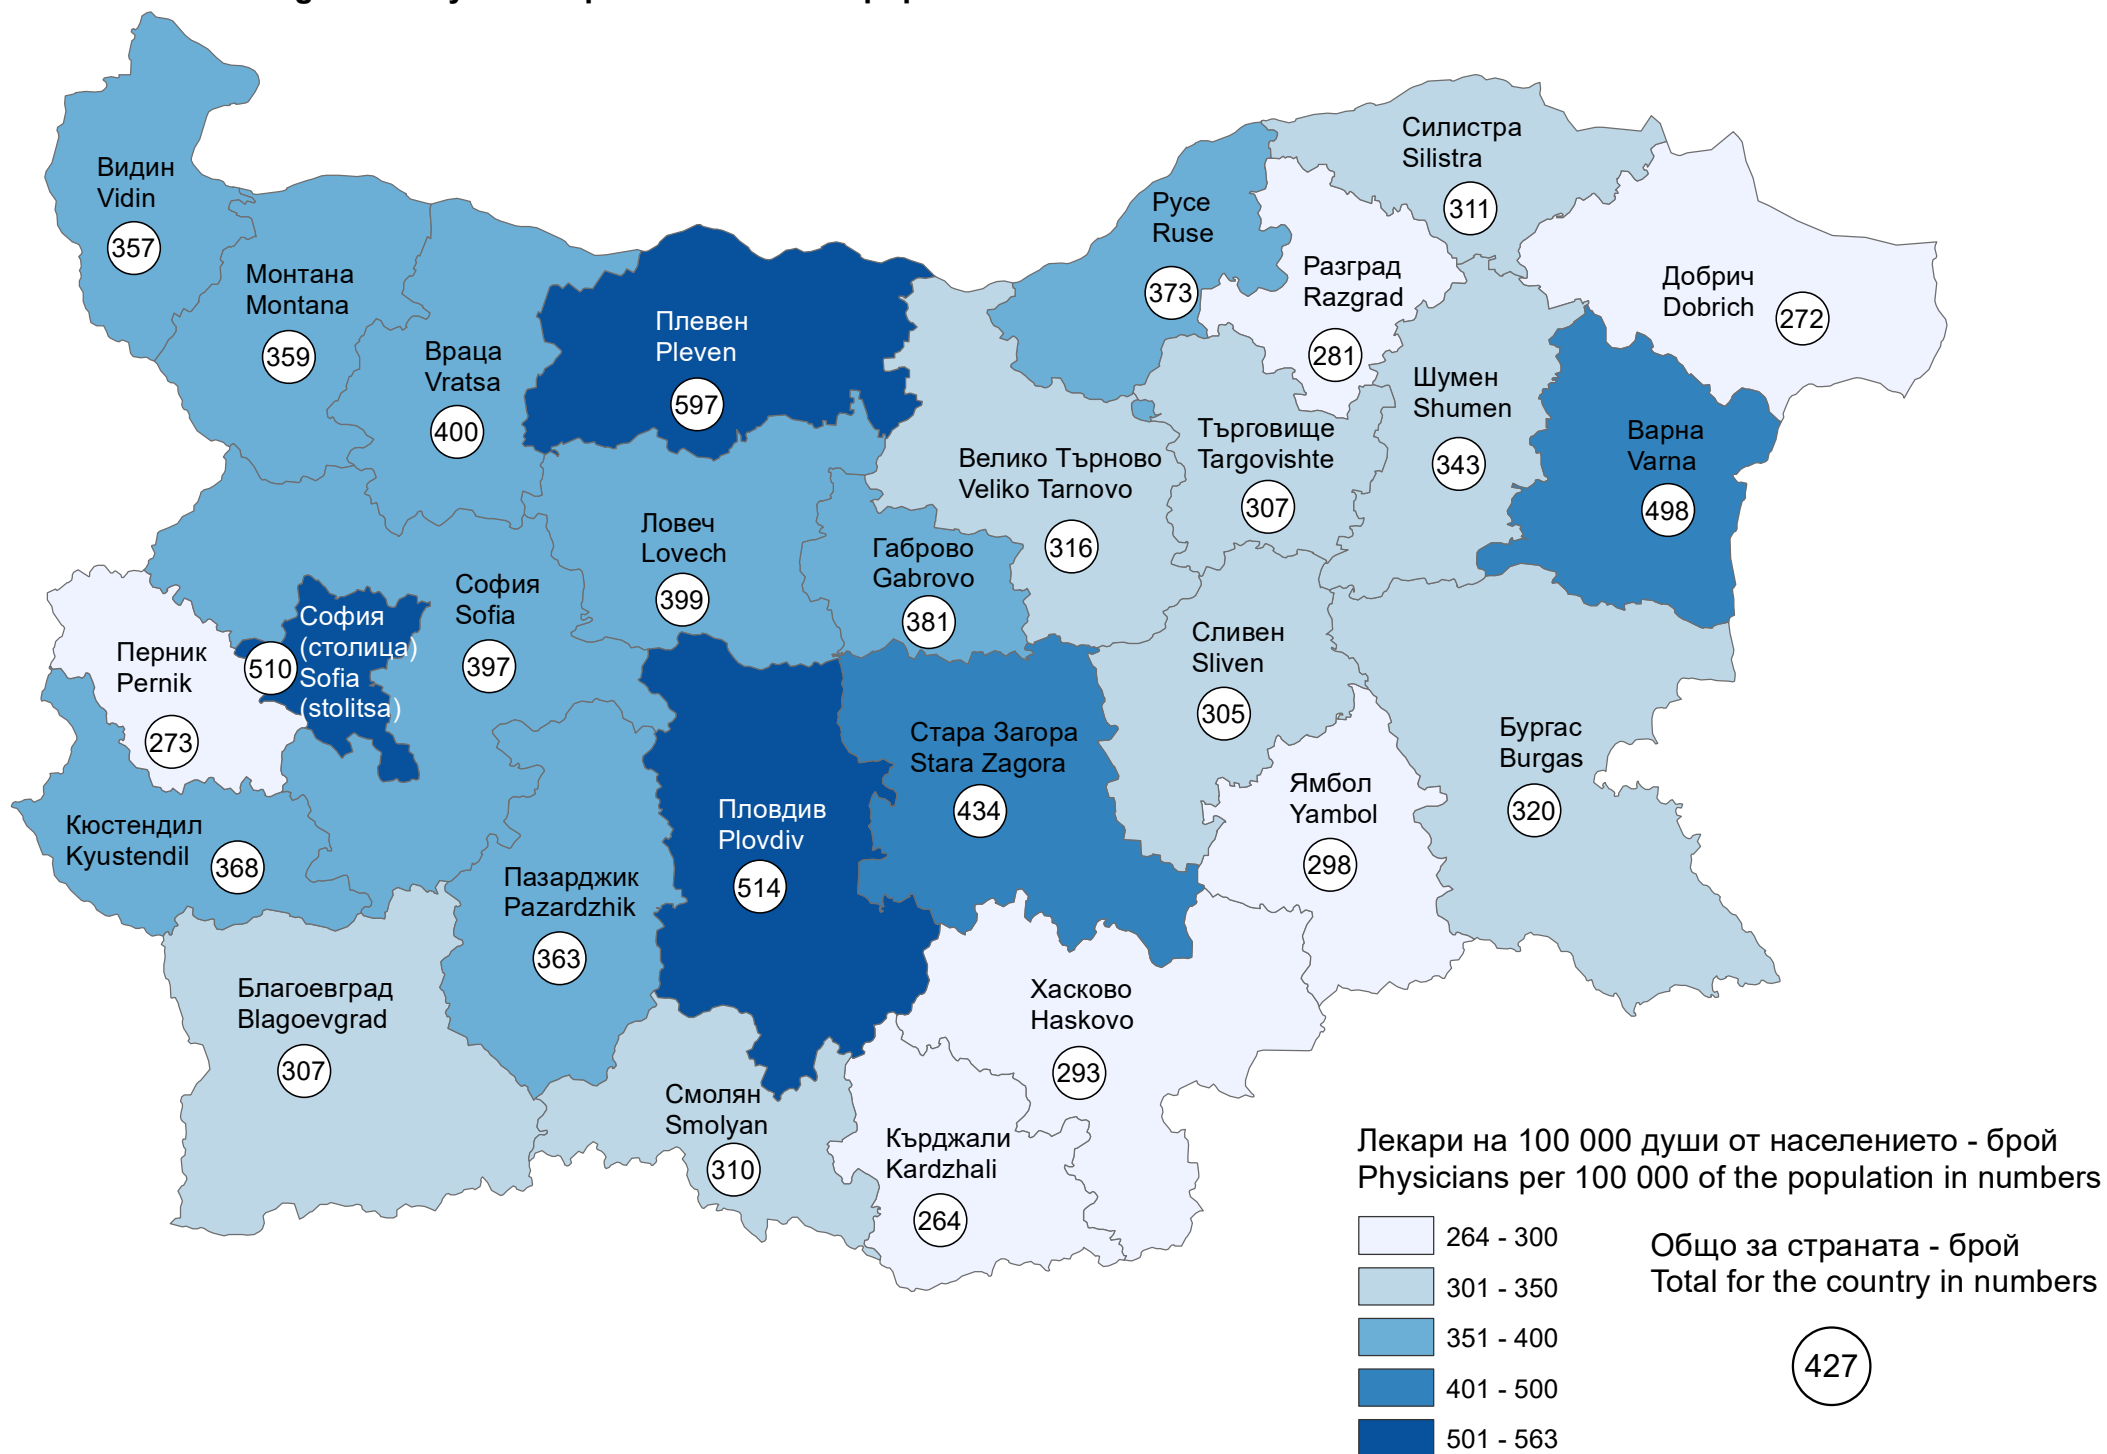 Видин
Vidin
357
Монтана
Montana
359
Враца
Vratsa
400
Плевен
Pleven
597
Русе
Ruse
373
Силистра
Silistra
311
Разград
Razgrad
281
Добрич
Dobrich
272
Шумен
Shumen
343
Варна
Varna
498
Търговище
Targovishte
307
Велико Търново
Veliko Tarnovo
316
Ловеч
Lovech
399
Габрово
Gabrovo
381
София
Sofia
397
София
(столица)
Sofia
(stolitsa)
510
Перник
Pernik
273
Кюстендил
Kyustendil
368
Сливен
Sliven
305
Стара Загора
Stara Zagora
434
Пловдив
Plovdiv
514
Пазарджик
Pazardzhik
363
Ямбол
Yambol
298
Бургас
Burgas
320
Благоевград
Blagoevgrad
307
Смолян
Smolyan
310
Хасково
Haskovo
293
Кърджали
Kardzhali
264
Лекари на 100 000 души от населението - брой
Physicians per 100 000 of the population in numbers
264 - 300
301 - 350
351 - 400
401 - 500
501 - 563
Общо за страната - брой
Total for the country in numbers
427